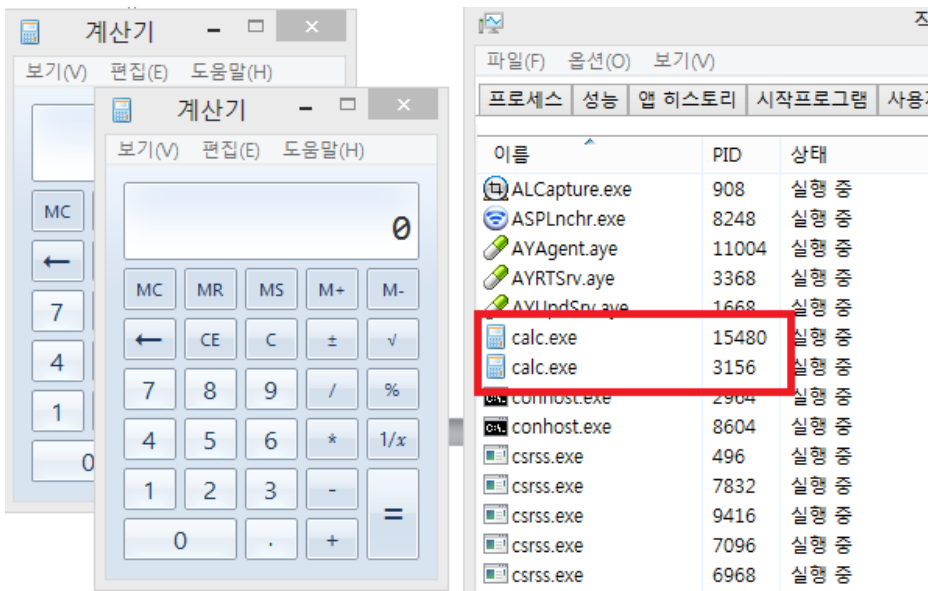 계산기
보기(V) 편집(E) 도움말(H)
MC
←
7
4
1
0
계산기
보기(V) 편집(E) 도움말(H)
0
MC MR MS M+ M-
← CE C ± √
7 8 9 / %
4 5 6 * 1/x
1 2 3 - =
0 . +
파일(F) 옵션(O) 보기(V)
프로세스 성능 앱 히스토리 시작프로그램
이름 PID 상태
ALCapture.exe 908 실행 중
ASPLnchr.exe 8248 실행 중
AYAgent.aye 11004 실행 중
AYRTSrv.aye 3368 실행 중
AYUpdSrv.aye 1668 실행 중
calc.exe 15480 실행 중
calc.exe 3156 실행 중
conhost.exe 2964 실행 중
conhost.exe 8604 실행 중
csrss.exe 496 실행 중
csrss.exe 7832 실행 중
csrss.exe 9416 실행 중
csrss.exe 7096 실행 중
csrss.exe 6968 실행 중